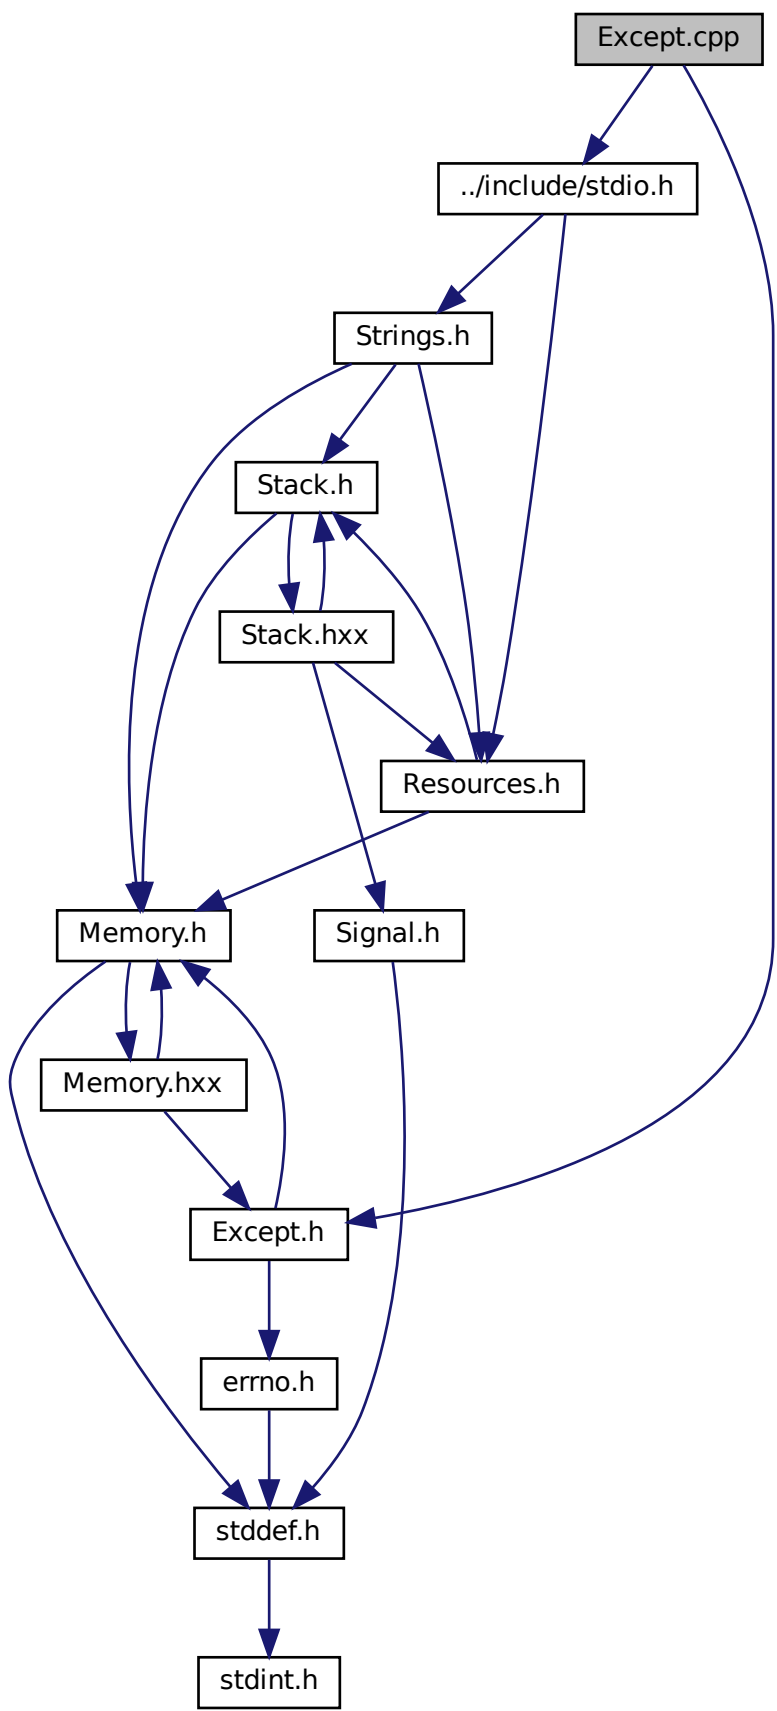 Except.cpp
../include/stdio.h
Strings.h
Stack.h
Stack.hxx
Resources.h
Memory.h
Signal.h
Memory.hxx
Except.h
errno.h
stddef.h
stdint.h